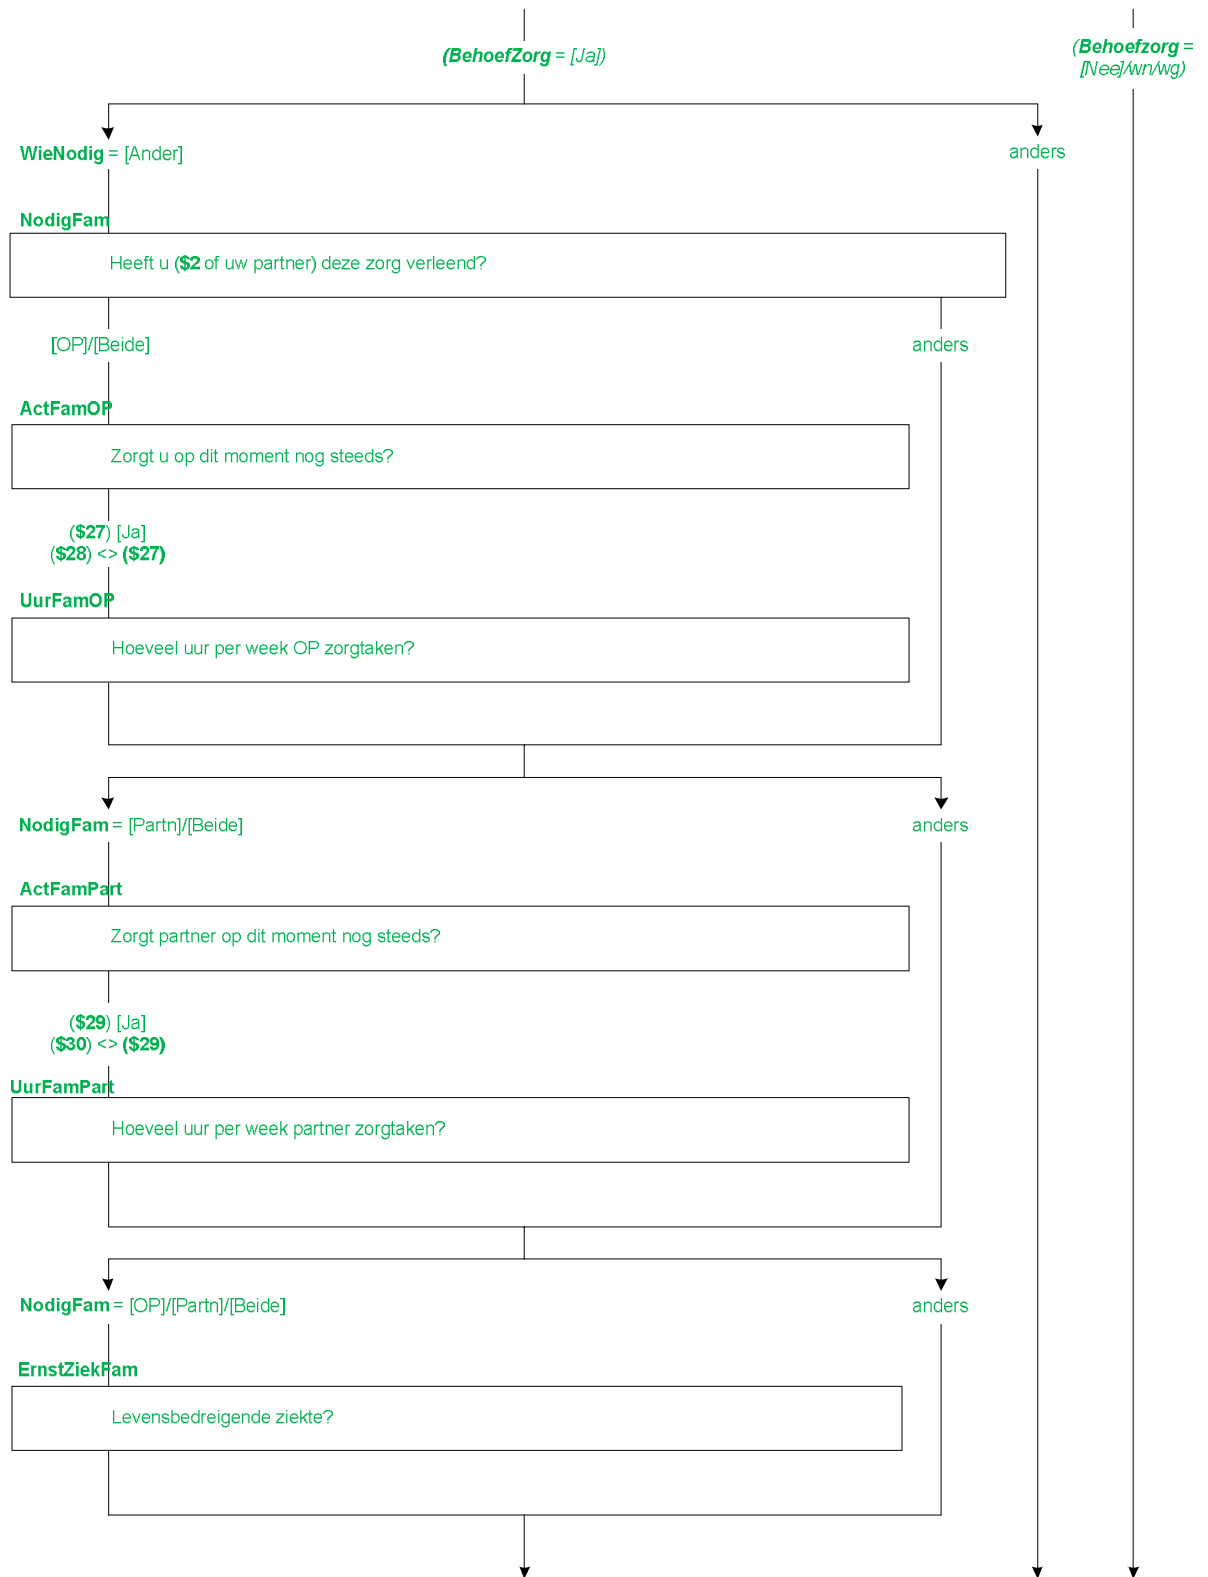 (BehoefZorg = [Ja])
(Behoefzorg =
[Nee]/wn/wg)
WieNodig = [Ander]
anders
NodigFam
Heeft u ($2 of uw partner) deze zorg verleend?
[OP]/[Beide]
anders
ActFamOP
Zorgt u op dit moment nog steeds?
($27) [Ja]
($28) <> ($27)
UurFamOP
Hoeveel uur per week OP zorgtaken?
NodigFam = [Partn]/[Beide]
anders
ActFamPart
Zorgt partner op dit moment nog steeds?
($29) [Ja]
($30) <> ($29)
UurFamPart
Hoeveel uur per week partner zorgtaken?
NodigFam = [OP]/[Partn]/[Beide]
anders
ErnstZiekFam
Levensbedreigende ziekte?